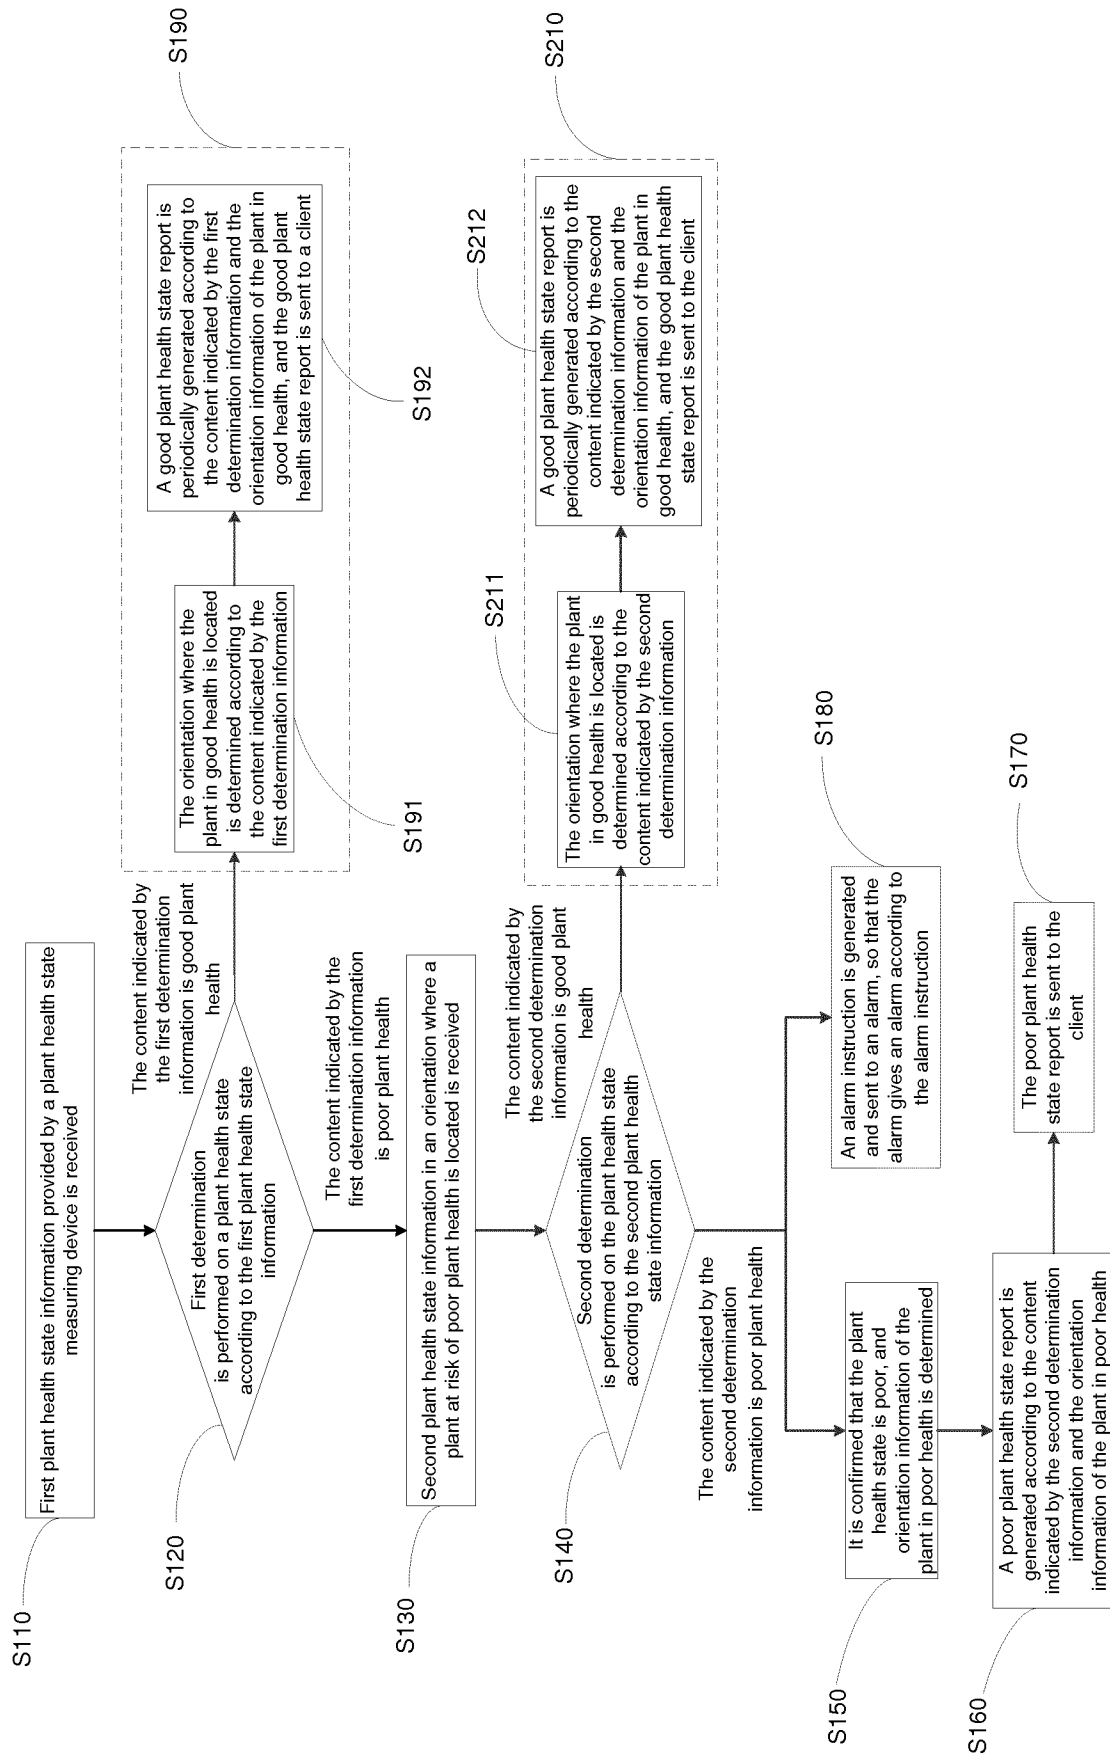 S110
First plant health state information provided by a plant health state
measuring device is received
S120
First determination
is performed on a plant health state
according to the first plant health state
information
The content indicated by
the first determination
information is good plant
health
The orientation where the
plant in good health is located
is determined according to
the content indicated by the
first determination information
S191
A good plant health state report is
periodically generated according to
the content indicated by the first
determination information and the
orientation information of the plant in
good health, and the good plant
health state report is sent to a client
S192
S190
The content indicated by the
first determination information
is poor plant health
S130
Second plant health state information in an orientation where a
plant at risk of poor plant health is located is received
S140
Second determination
is performed on the plant health state
according to the second plant health
state information
The content indicated by
the second determination
information is good plant
health
S211
The orientation where the plant
in good health is located is
determined according to the
content indicated by the second
determination information
S212
A good plant health state report is
periodically generated according to the
content indicated by the second
determination information and the
orientation information of the plant in
good health, and the good plant health
state report is sent to the client
S210
The content indicated by the
second determination
information is poor plant health
S150
It is confirmed that the plant
health state is poor, and
orientation information of the
plant in poor health is determined
An alarm instruction is generated
and sent to an alarm, so that the
alarm gives an alarm according to
the alarm instruction
S180
S160
A poor plant health state report is
generated according to the content
indicated by the second determination
information and the orientation
information of the plant in poor health
The poor plant health
state report is sent to the
client
S170